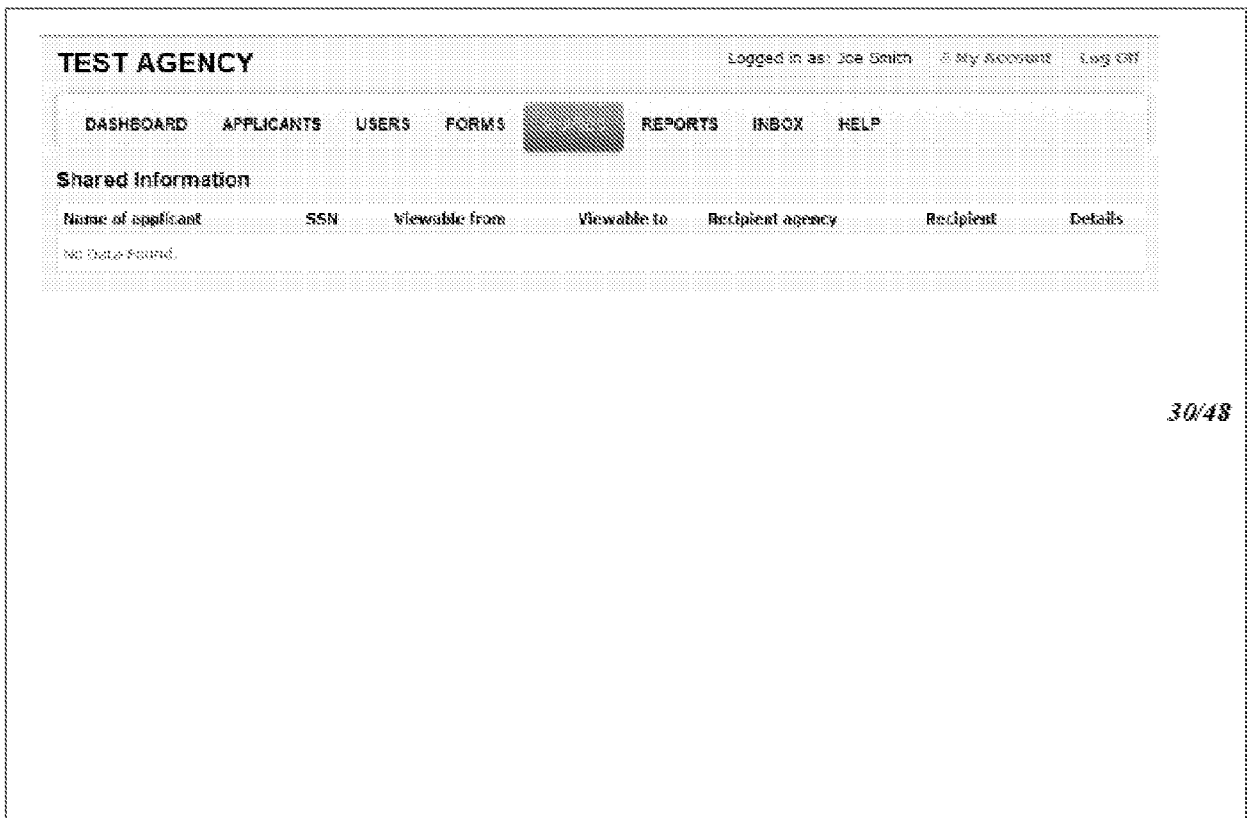 TEST AGENCY
Logged in as: Joe Smith My Account Log Off
DASHBOARD APPLICANTS USERS FORMS REPORTS INBOX HELP
Shared Information
Name of applicant SSN Viewable from Viewable to Recipient agency Recipient Details
No Data Found.
30/48